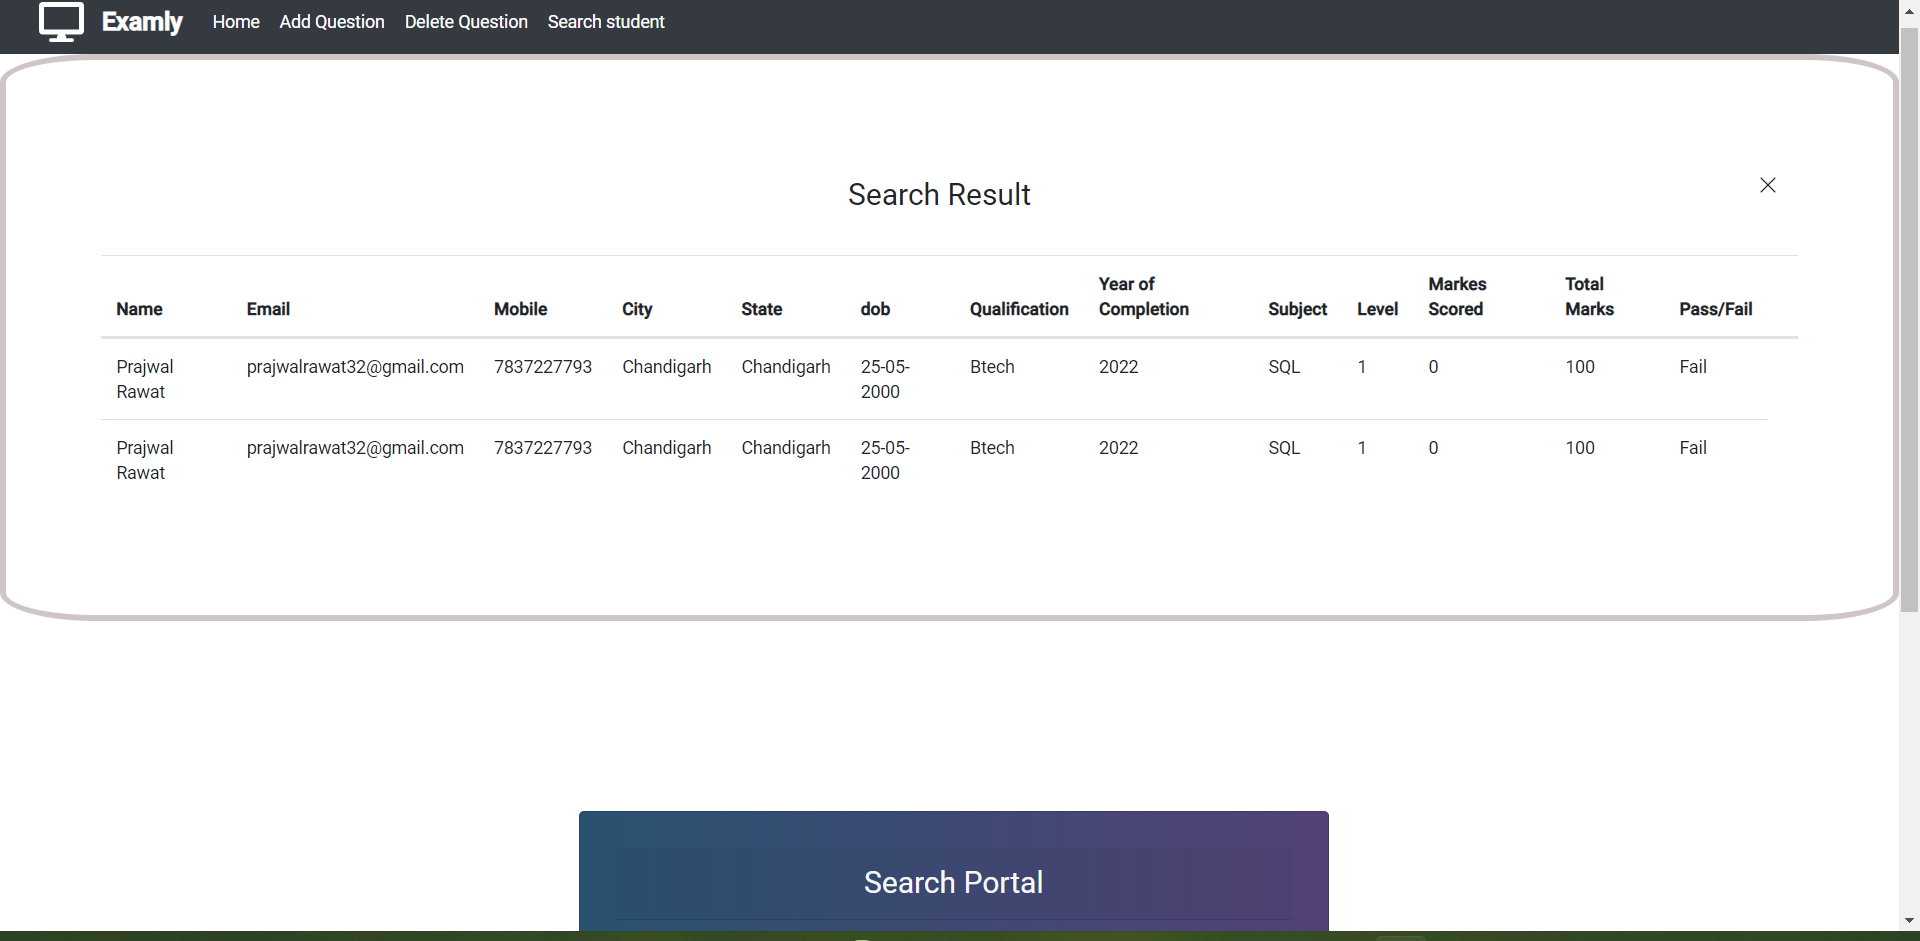 Examly Home Add Question Delete Question Search student
Search Result
Name Email Mobile City State dob Qualification Year of Completion Subject Level Markes Scored Total Marks Pass/Fail
Prajwal Rawat prajwalrawat32@gmail.com 7837227793 Chandigarh Chandigarh 25-05-2000 Btech 2022 SQL 1 0 100 Fail
Prajwal Rawat prajwalrawat32@gmail.com 7837227793 Chandigarh Chandigarh 25-05-2000 Btech 2022 SQL 1 0 100 Fail
Search Portal